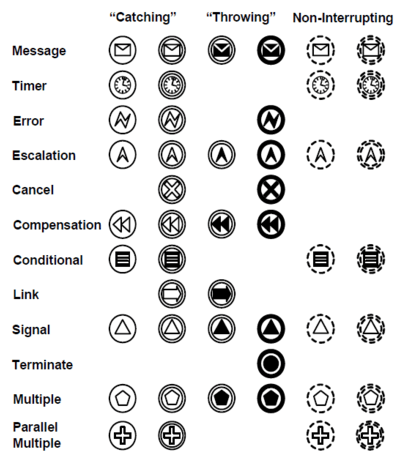 “Catching” “Throwing” Non-Interrupting
Message
Timer
Error
Escalation
Cancel
Compensation
Conditional
Link
Signal
Terminate
Multiple
Parallel
Multiple